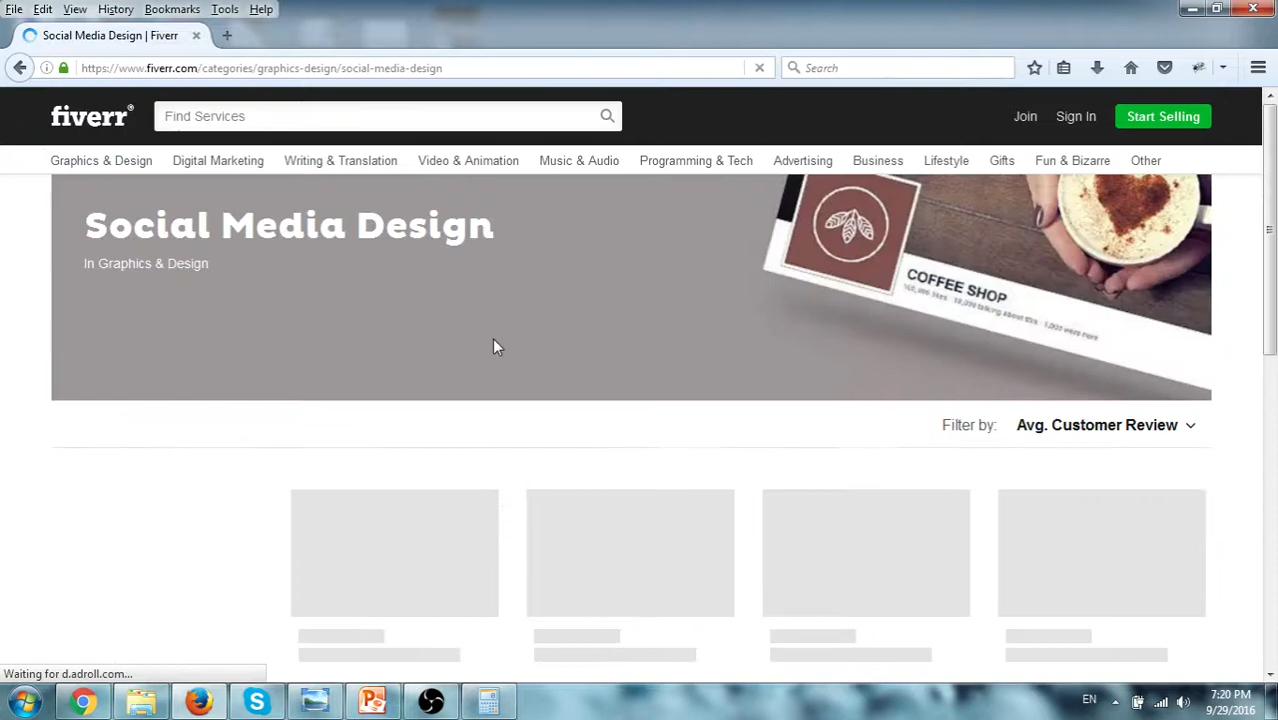 File Edit View History Bookmarks Tools Help
Social Media Design | Fiverr
https://www.fiverr.com/categories/graphics-design/social-media-design
Search
fiverr®
Find Services
Join Sign In Start Selling
Graphics & Design Digital Marketing Writing & Translation Video & Animation Music & Audio Programming & Tech Advertising Business Lifestyle Gifts Fun & Bizarre Other
Social Media Design
In Graphics & Design
COFFEE SHOP
Filter by: Avg. Customer Review
Waiting for d.adroll.com...
EN
7:20 PM
9/29/2016